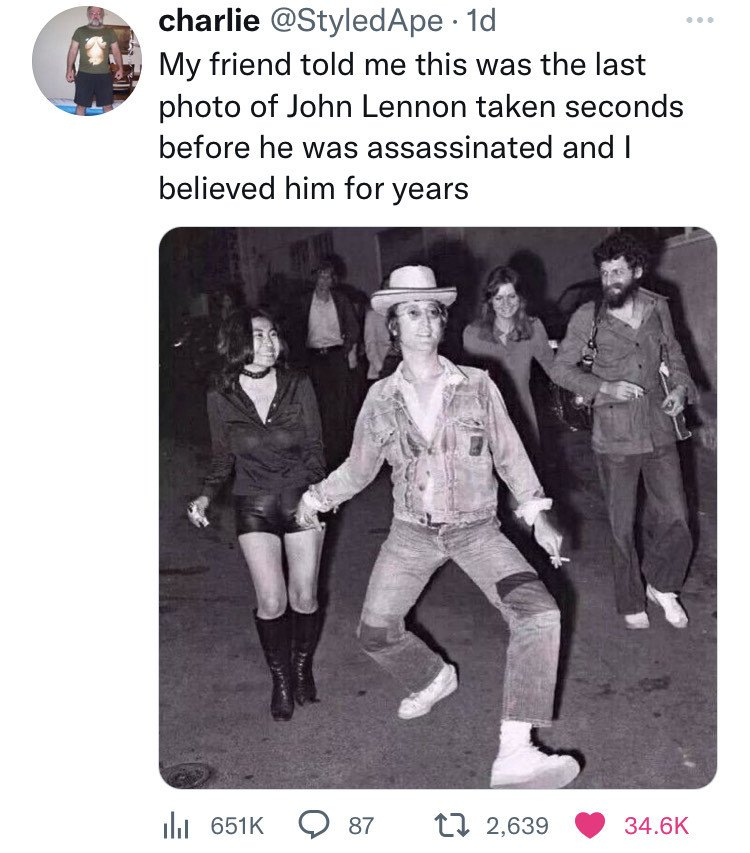 charlie @StyledApe · 1d
My friend told me this was the last
photo of John Lennon taken seconds
before he was assassinated and I
believed him for years
651K 87 2,639 34.6K